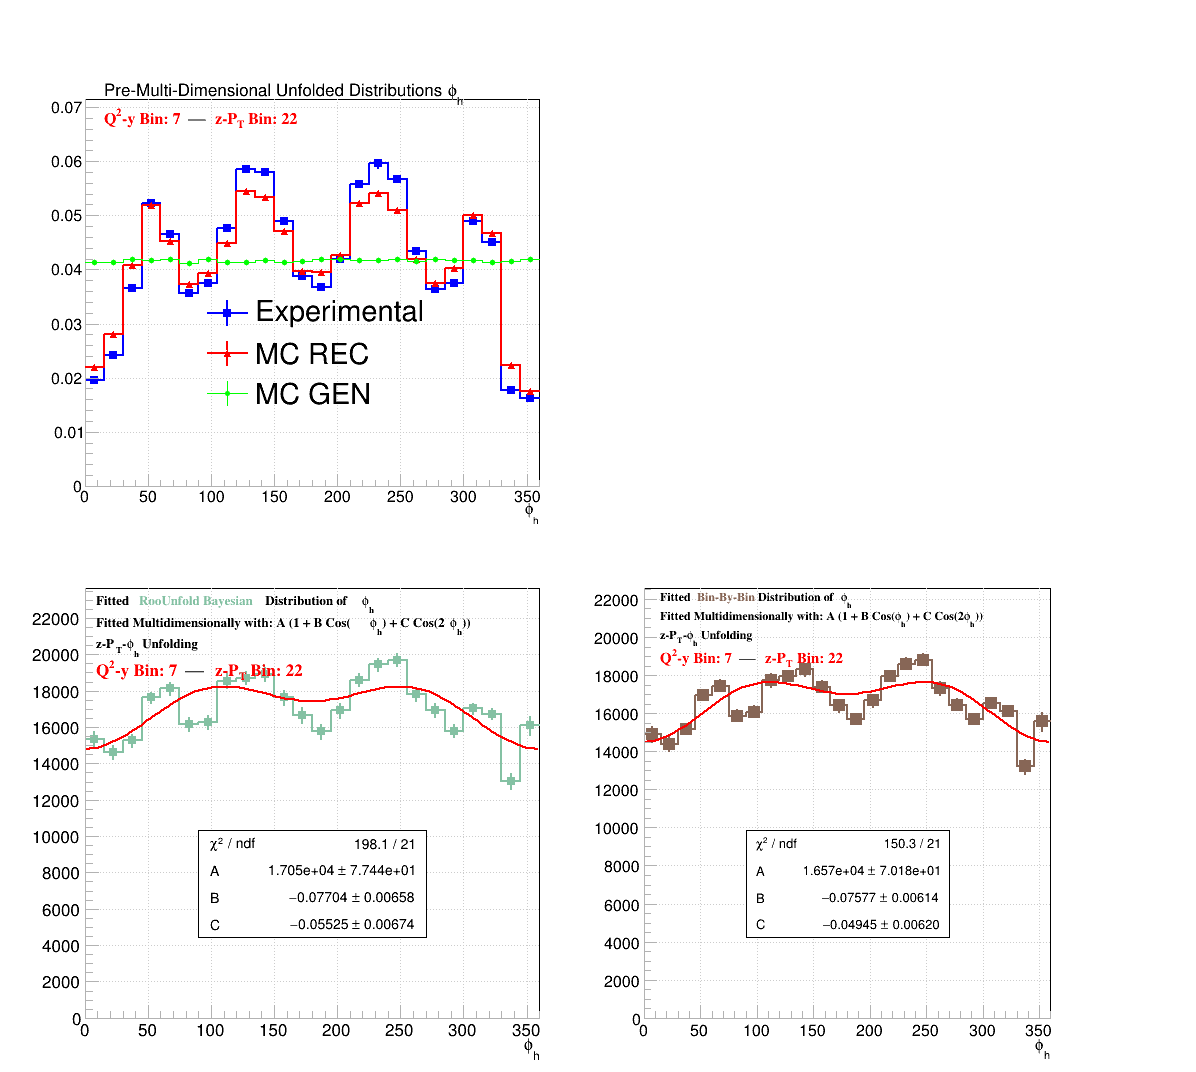 Pre-Multi-Dimensional Unfolded Distributions ϕh
Q2-y Bin: 7 — z-PT Bin: 22
0.07
0.06
0.05
0.04
0.03
0.02
0.01
0
Experimental
MC REC
MC GEN
0 50 100 150 200 250 300 350
ϕh
Fitted RooUnfold Bayesian Distribution of ϕh
Fitted Multidimensionally with: A (1 + B Cos( ϕh) + C Cos(2 ϕh))
z-PT-ϕh Unfolding
Q2-y Bin: 7 — z-PT Bin: 22
22000
20000
18000
16000
14000
12000
10000
8000
6000
4000
2000
0
χ2 / ndf 198.1 / 21
A 1.705e+04 ± 7.744e+01
B −0.07704 ± 0.00658
C −0.05525 ± 0.00674
0 50 100 150 200 250 300 350
ϕh
Fitted Bin-By-Bin Distribution of ϕh
Fitted Multidimensionally with: A (1 + B Cos(ϕh) + C Cos(2ϕh))
z-PT-ϕh Unfolding
Q2-y Bin: 7 — z-PT Bin: 22
22000
20000
18000
16000
14000
12000
10000
8000
6000
4000
2000
0
χ2 / ndf 150.3 / 21
A 1.657e+04 ± 7.018e+01
B −0.07577 ± 0.00614
C −0.04945 ± 0.00620
0 50 100 150 200 250 300 350
ϕh